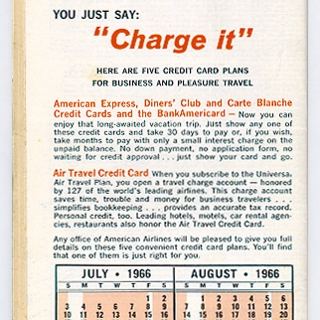 YOU JUST SAY:
"Charge it"
HERE ARE FIVE CREDIT CARD PLANS
FOR BUSINESS AND PLEASURE TRAVEL
American Express, Diners' Club and Carte Blanche
Credit Cards and the BankAmericard — Now you can
enjoy that long-awaited vacation trip. Just show any one of
these credit cards and take 30 days to pay or, if you wish,
take months to pay with only a small interest charge on the
unpaid balance. No down payment, no application form, no
waiting for credit approval . . . just show your card and go.
Air Travel Credit Card When you subscribe to the Universa.
Air Travel Plan, you open a travel charge account — honored
by 127 of the world's leading airlines. This charge account
saves time, trouble and money for business travelers . . .
simplifies bookkeeping . . . provides an accurate tax record.
Personal credit, too. Leading hotels, motels, car rental agen-
cies, restaurants also honor the Air Travel Credit Card.
Any office of American Airlines will be pleased to give you full
details on these five convenient credit card plans. You'll find
that one of them is just right for you.
JULY • 1966 AUGUST • 1966
S M T W T F S S M T W T F S
1 2 1 2 3 4 5 6
3 4 5 6 7 8 9 7 8 9 10 11 12 13
10 11 12 13 14 15 16 14 15 16 17 18 19 20